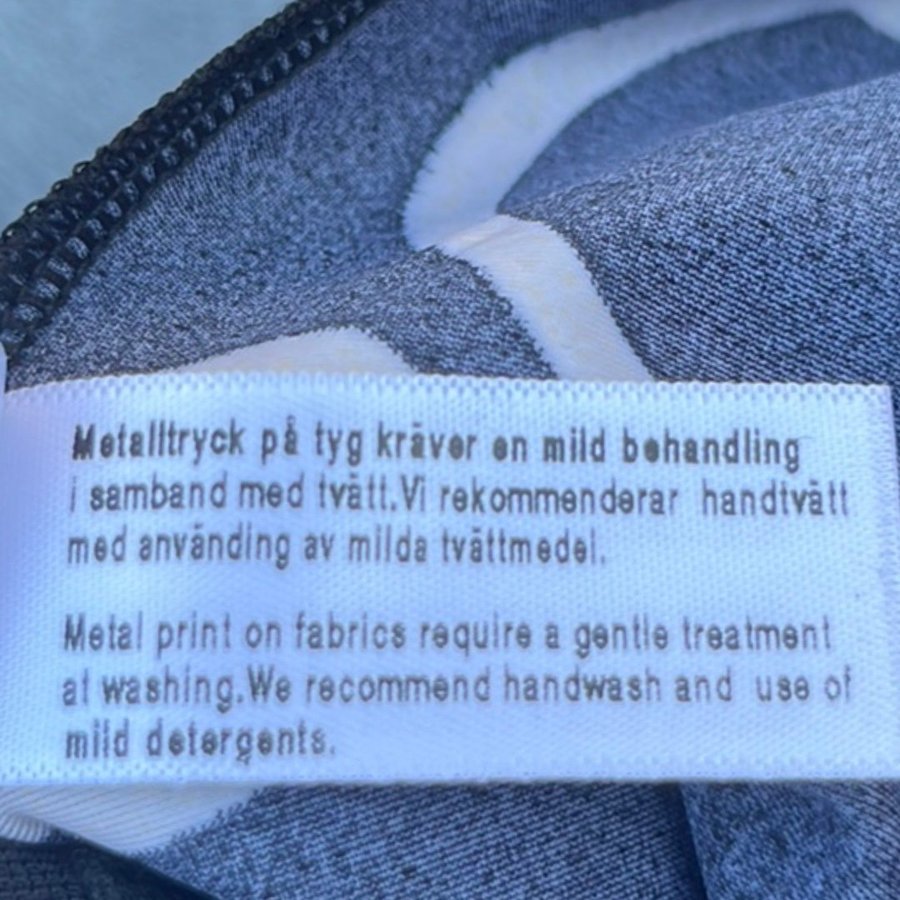 Metalltryck på tyg kräver en mild behandling
i samband med tvätt.Vi rekommenderar handtvätt
med använding av milda tvättmedel.
Metal print on fabrics require a gentle treatment
at washing.We recommend handwash and use of
mild detergents.